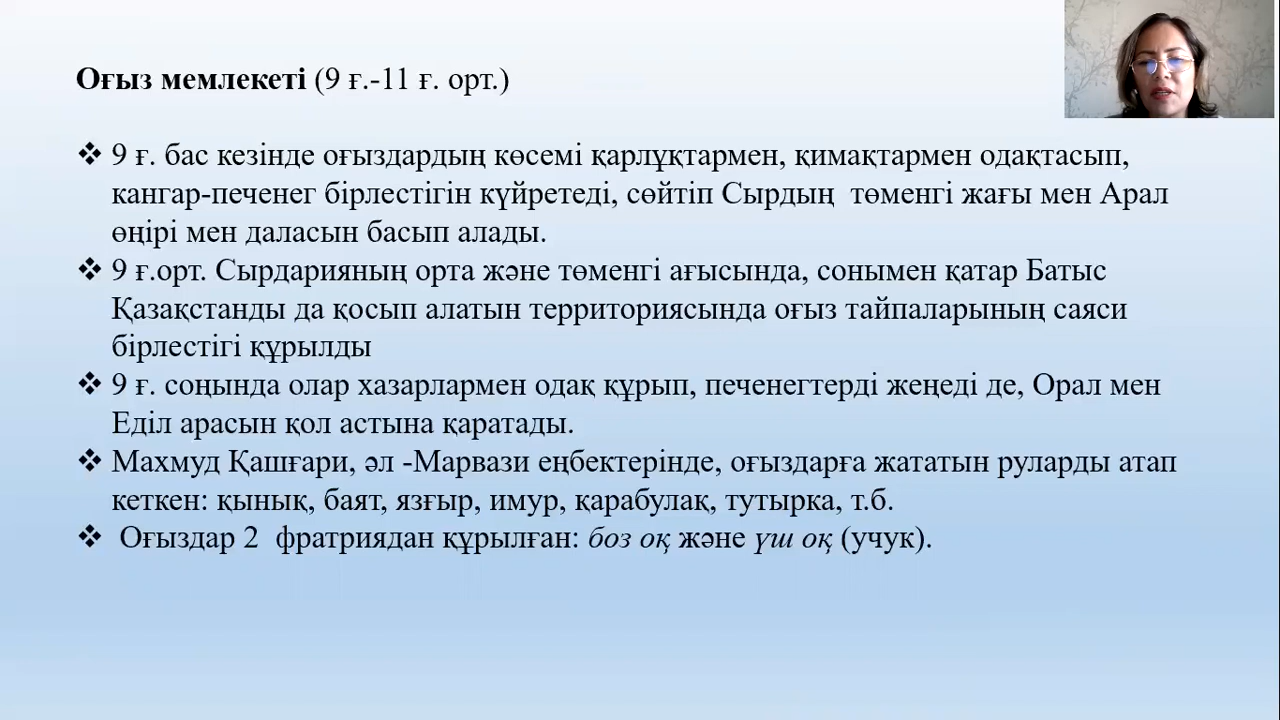 Оғыз мемлекеті (9 ғ.-11 ғ. орт.)
❖ 9 ғ. бас кезінде оғыздардың көсемі қарлұқтармен, қимақтармен одақтасып,
кангар-печенег бірлестігін күйретеді, сөйтіп Сырдың төменгі жағы мен Арал
өңірі мен даласын басып алады.
❖ 9 ғ.орт. Сырдарияның орта және төменгі ағысында, сонымен қатар Батыс
Қазақстанды да қосып алатын территориясында оғыз тайпаларының саяси
бірлестігі құрылды
❖ 9 ғ. соңында олар хазарлармен одақ құрып, печенегтерді жеңеді де, Орал мен
Еділ арасын қол астына қаратады.
❖ Махмуд Қашғари, әл -Марвази еңбектерінде, оғыздарға жататын руларды атап
кеткен: қынық, баят, язғыр, имур, қарабулақ, тутырка, т.б.
❖ Оғыздар 2 фратриядан құрылған: боз оқ және үш оқ (учук).